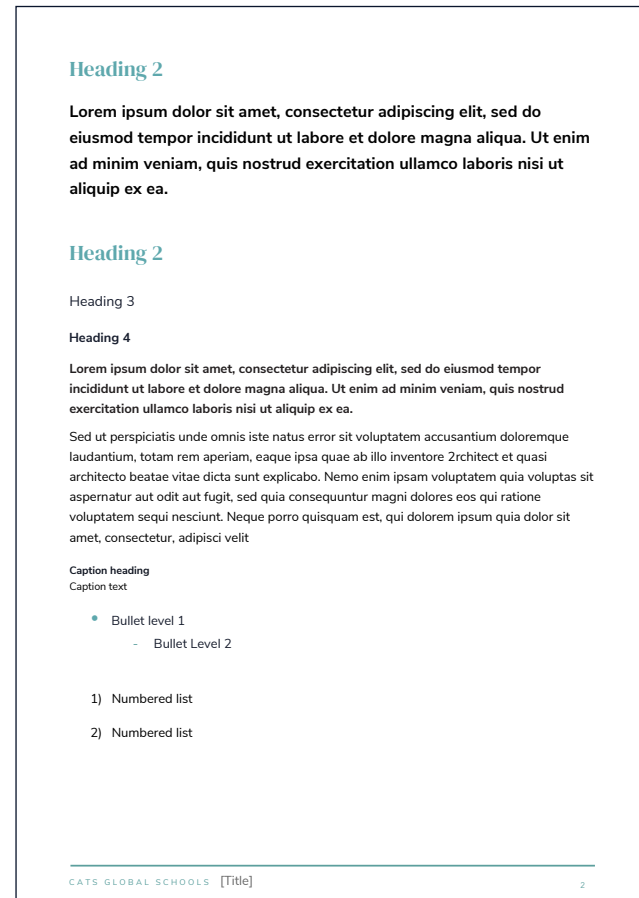 Heading 2
Lorem ipsum dolor sit amet, consectetur adipiscing elit, sed do
eiusmod tempor incididunt ut labore et dolore magna aliqua. Ut enim
ad minim veniam, quis nostrud exercitation ullamco laboris nisi ut
aliquip ex ea.
Heading 2
Heading 3
Heading 4
Lorem ipsum dolor sit amet, consectetur adipiscing elit, sed do eiusmod tempor
incididunt ut labore et dolore magna aliqua. Ut enim ad minim veniam, quis nostrud
exercitation ullamco laboris nisi ut aliquip ex ea.
Sed ut perspiciatis unde omnis iste natus error sit voluptatem accusantium doloremque
laudantium, totam rem aperiam, eaque ipsa quae ab illo inventore 2rchitect et quasi
architecto beatae vitae dicta sunt explicabo. Nemo enim ipsam voluptatem quia voluptas sit
aspernatur aut odit aut fugit, sed quia consequuntur magni dolores eos qui ratione
voluptatem sequi nesciunt. Neque porro quisquam est, qui dolorem ipsum quia dolor sit
amet, consectetur, adipisci velit
Caption heading
Caption text
• Bullet level 1
- Bullet Level 2
1) Numbered list
2) Numbered list
CATS GLOBAL SCHOOLS [Title] 2